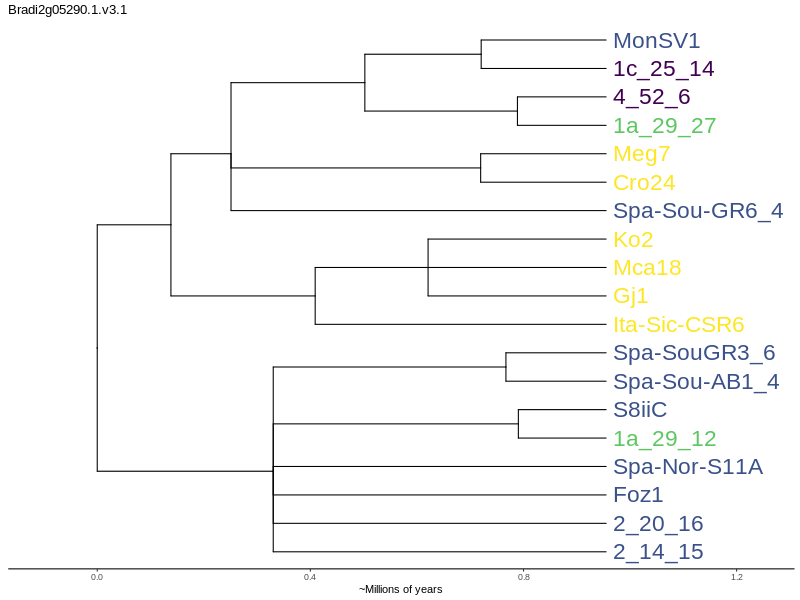 Bradi2g05290.1.v3.1
MonSV1
1c_25_14
4_52_6
1a_29_27
Meg7
Cro24
Spa-Sou-GR6_4
Ko2
Mca18
Gj1
Ita-Sic-CSR6
Spa-SouGR3_6
Spa-Sou-AB1_4
S8iiC
1a_29_12
Spa-Nor-S11A
Foz1
2_20_16
2_14_15
0.0 0.4 0.8 1.2
~Millions of years